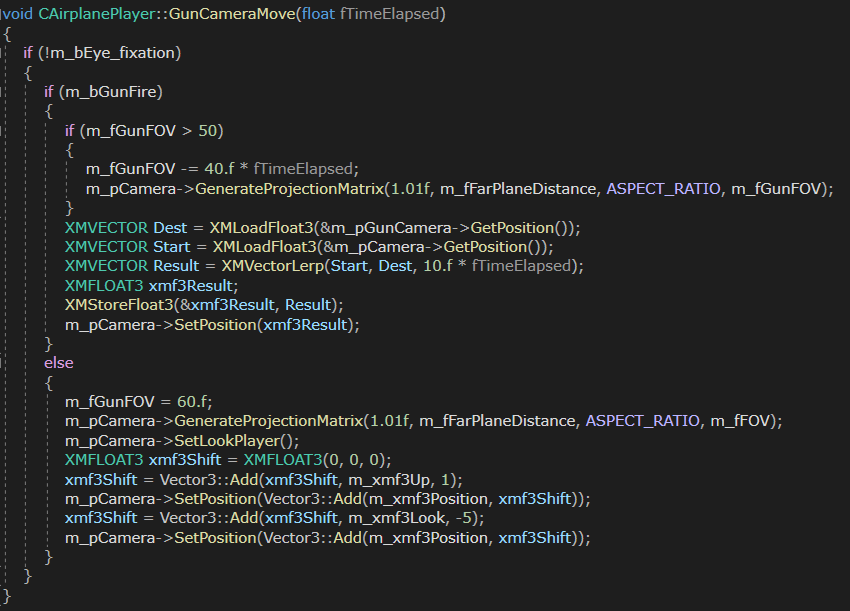 void CAirplanePlayer::GunCameraMove(float fTimeElapsed)
{
if (!m_bEye_fixation)
{
if (m_bGunFire)
{
if (m_fGunFOV > 50)
{
m_fGunFOV -= 40.f * fTimeElapsed;
m_pCamera->GenerateProjectionMatrix(1.01f, m_fFarPlaneDistance, ASPECT_RATIO, m_fGunFOV);
}
XMVECTOR Dest = XMLoadFloat3(&m_pGunCamera->GetPosition());
XMVECTOR Start = XMLoadFloat3(&m_pCamera->GetPosition());
XMVECTOR Result = XMVectorLerp(Start, Dest, 10.f * fTimeElapsed);
XMFLOAT3 xmf3Result;
XMStoreFloat3(&xmf3Result, Result);
m_pCamera->SetPosition(xmf3Result);
}
else
{
m_fGunFOV = 60.f;
m_pCamera->GenerateProjectionMatrix(1.01f, m_fFarPlaneDistance, ASPECT_RATIO, m_fFOV);
m_pCamera->SetLookPlayer();
XMFLOAT3 xmf3Shift = XMFLOAT3(0, 0, 0);
xmf3Shift = Vector3::Add(xmf3Shift, m_xmf3Up, 1);
m_pCamera->SetPosition(Vector3::Add(m_xmf3Position, xmf3Shift));
xmf3Shift = Vector3::Add(xmf3Shift, m_xmf3Look, -5);
m_pCamera->SetPosition(Vector3::Add(m_xmf3Position, xmf3Shift));
}
}
}